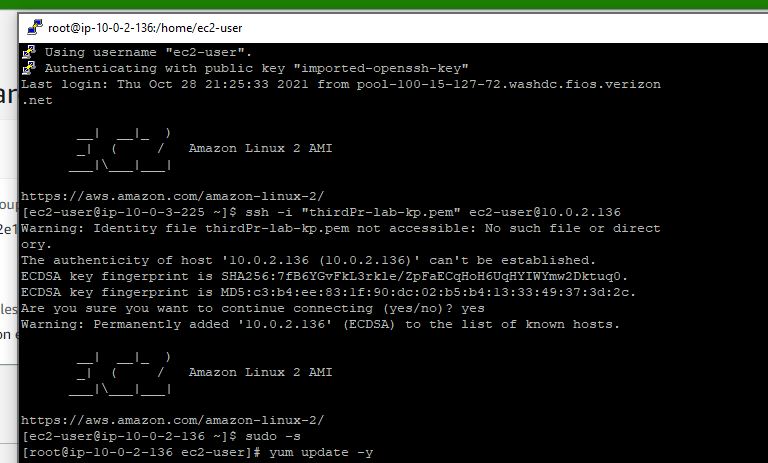 root@ip-10-0-2-136:/home/ec2-user
Using username "ec2-user".
Authenticating with public key "imported-openssh-key"
Last login: Thu Oct 28 21:25:33 2021 from pool-100-15-127-72.washdc.fios.verizon
.net
       __|  __|_  )
       _|  (     /   Amazon Linux 2 AMI
      ___|\___|___|
https://aws.amazon.com/amazon-linux-2/
[ec2-user@ip-10-0-3-225 ~]$ ssh -i "thirdPr-lab-kp.pem" ec2-user@10.0.2.136
Warning: Identity file thirdPr-lab-kp.pem not accessible: No such file or direct
ory.
The authenticity of host '10.0.2.136 (10.0.2.136)' can't be established.
ECDSA key fingerprint is SHA256:7fB6YGvFkL3rkle/ZpFaECqHoH6UqHYIWYmw2Dktuq0.
ECDSA key fingerprint is MD5:c3:b4:ee:83:1f:90:dc:02:b5:b4:13:33:49:37:3d:2c.
Are you sure you want to continue connecting (yes/no)? yes
Warning: Permanently added '10.0.2.136' (ECDSA) to the list of known hosts.
       __|  __|_  )
       _|  (     /   Amazon Linux 2 AMI
      ___|\___|___|
https://aws.amazon.com/amazon-linux-2/
[ec2-user@ip-10-0-2-136 ~]$ sudo -s
[root@ip-10-0-2-136 ec2-user]# yum update -y